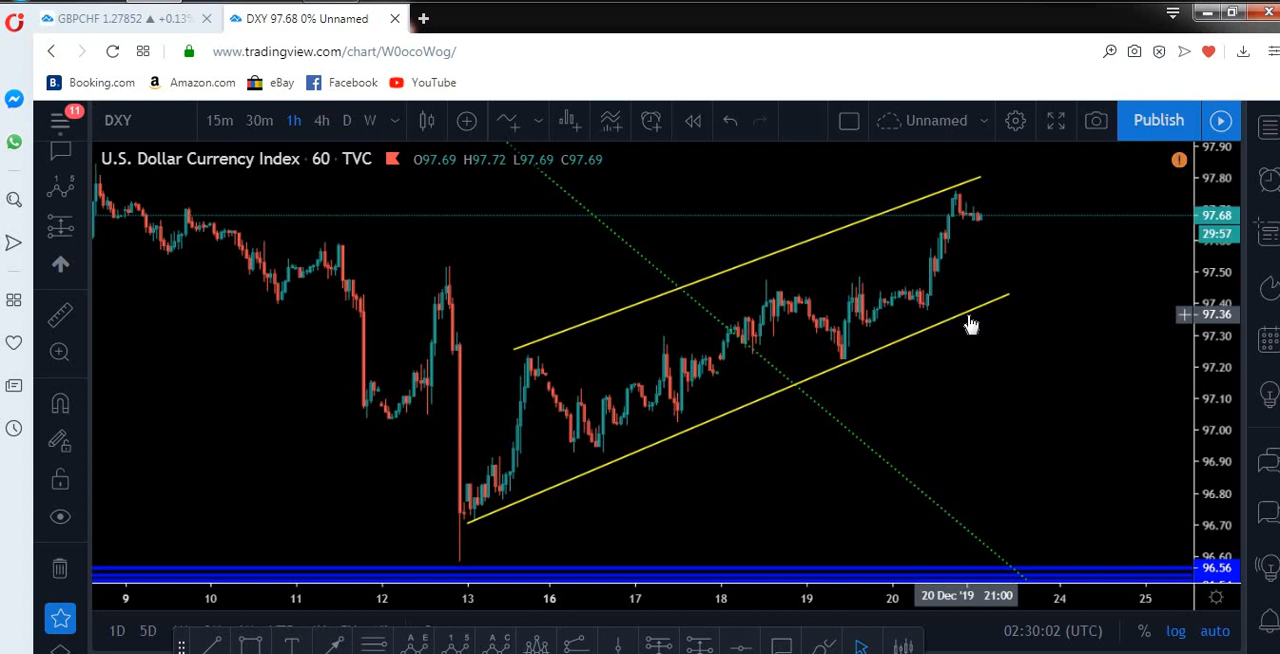 GBPCHF 1.27852 ▲ +0.13%
DXY 97.68 0% Unnamed
www.tradingview.com/chart/W0ocoWog/
B. Booking.com a Amazon.com eBay Facebook YouTube
11
DXY 15m 30m 1h 4h D W Unnamed Publish
U.S. Dollar Currency Index · 60 · TVC O97.69 H97.72 L97.69 C97.69
97.90
97.80
97.68
29:57
97.50
97.40
97.36
97.30
97.20
97.10
97.00
96.90
96.80
96.70
96.60
96.56
9 10 11 12 13 16 17 18 19 20 20 Dec '19 21:00 24 25
1D 5D 02:30:02 (UTC) % log auto